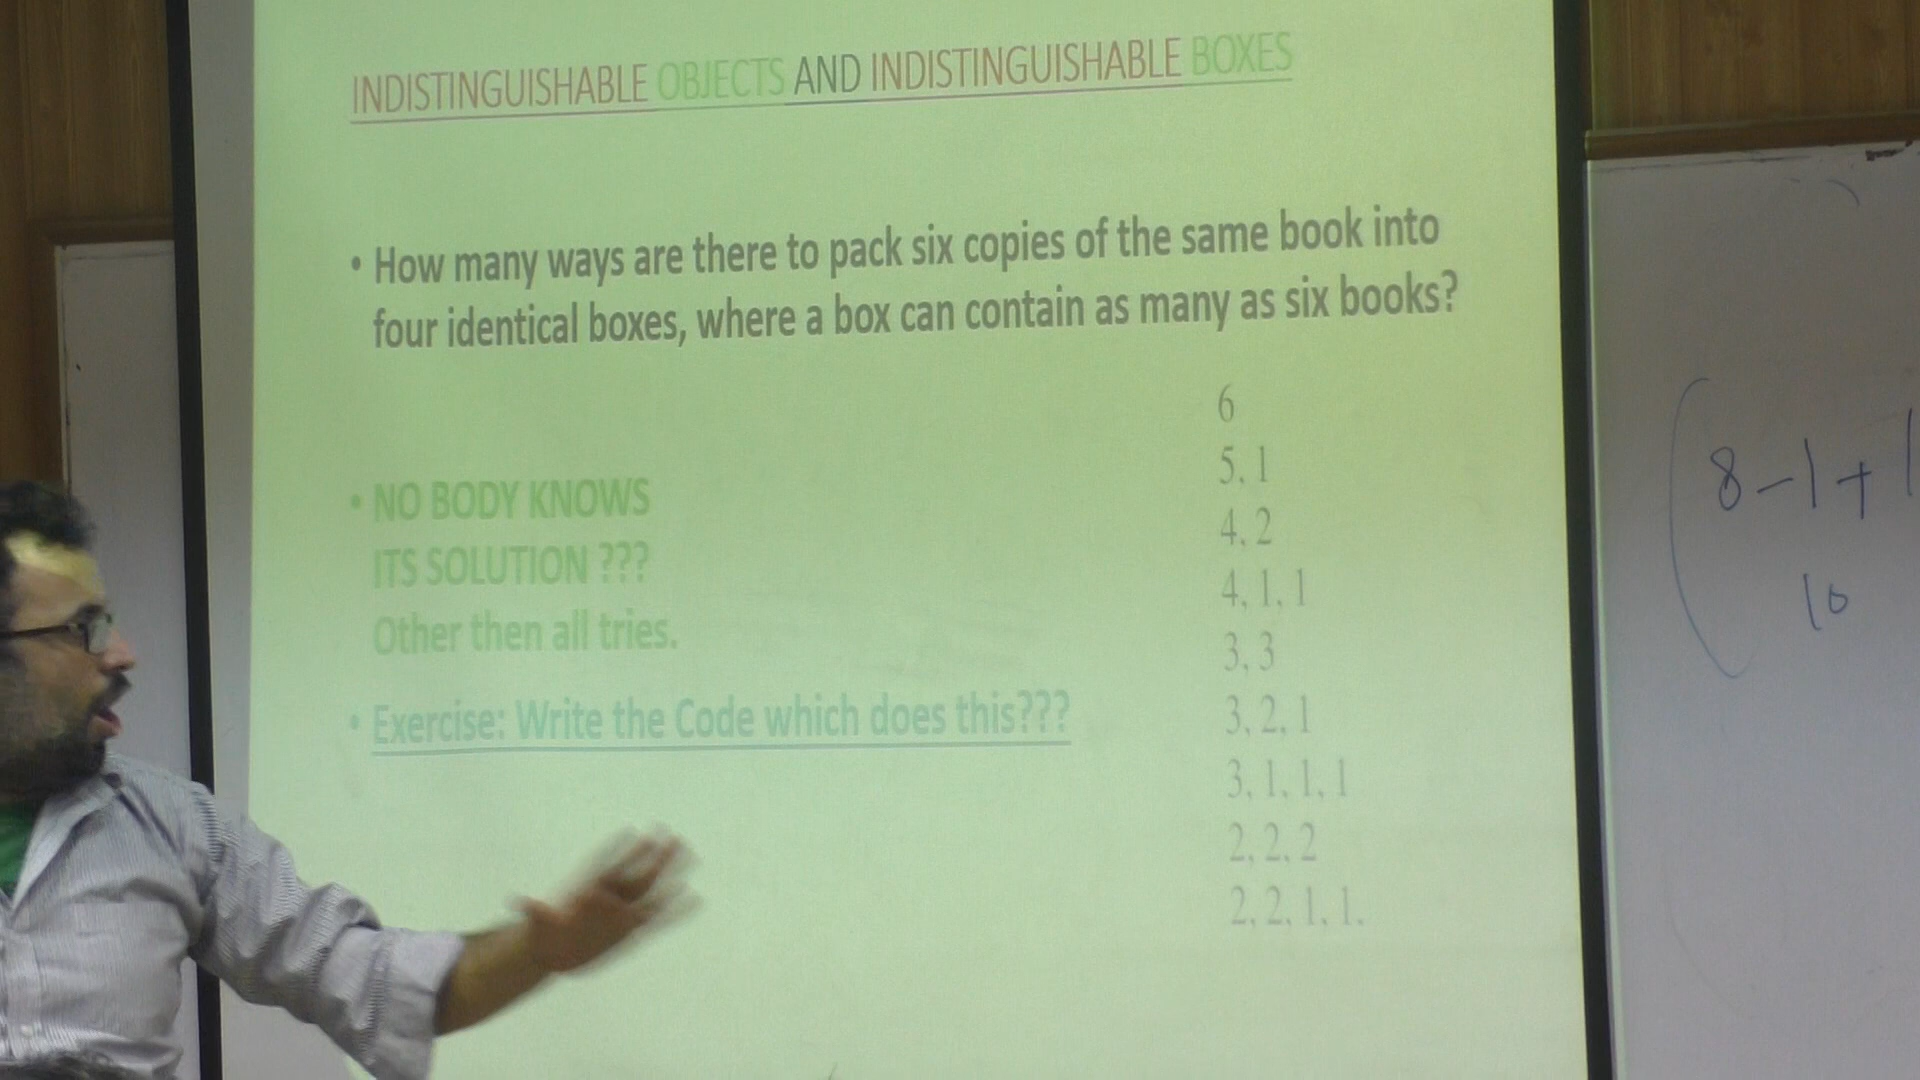 INDISTINGUISHABLE OBJECTS AND INDISTINGUISHABLE BOXES
• How many ways are there to pack six copies of the same book into
four identical boxes, where a box can contain as many as six books?
• NO BODY KNOWS
ITS SOLUTION ???
Other then all tries.
• Exercise: Write the Code which does this???
6
5, 1
4, 2
4, 1, 1
3, 3
3, 2, 1
3, 1, 1, 1
2, 2, 2
2, 2, 1, 1.
8-1+1
10